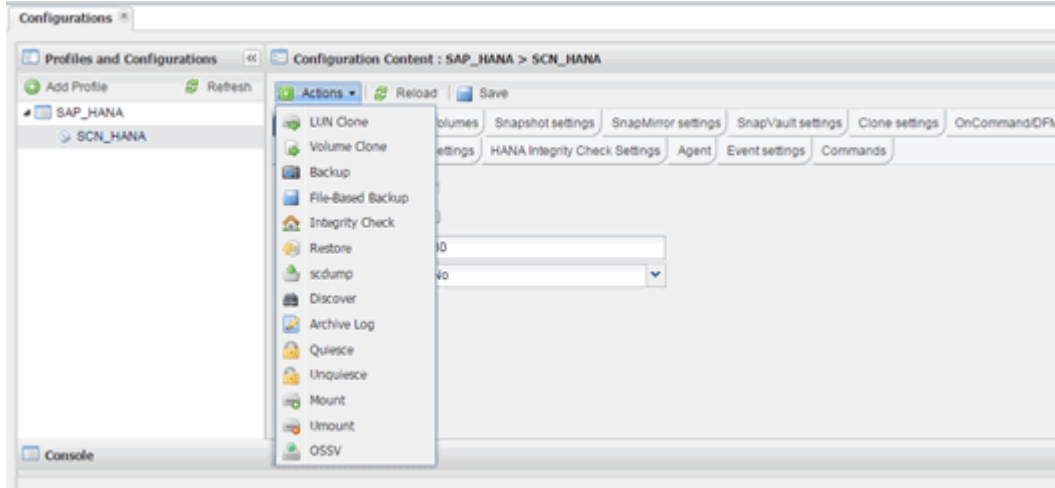 Configurations
Profiles and Configurations
Configuration Content : SAP_HANA > SCN_HANA
Add Profile Refresh
Actions Reload Save
SAP_HANA
SCN_HANA
LUN Clone
Volume Clone
Backup
File-Based Backup
Integrity Check
Restore
scdump
Discover
Archive Log
Quiesce
Unquiesce
Mount
Umount
OSSV
olumes Snapshot settings SnapMirror settings SnapVault settings Clone settings OnCommand/DFM
ettings HANA Integrity Check Settings Agent Event settings Commands
No
Console